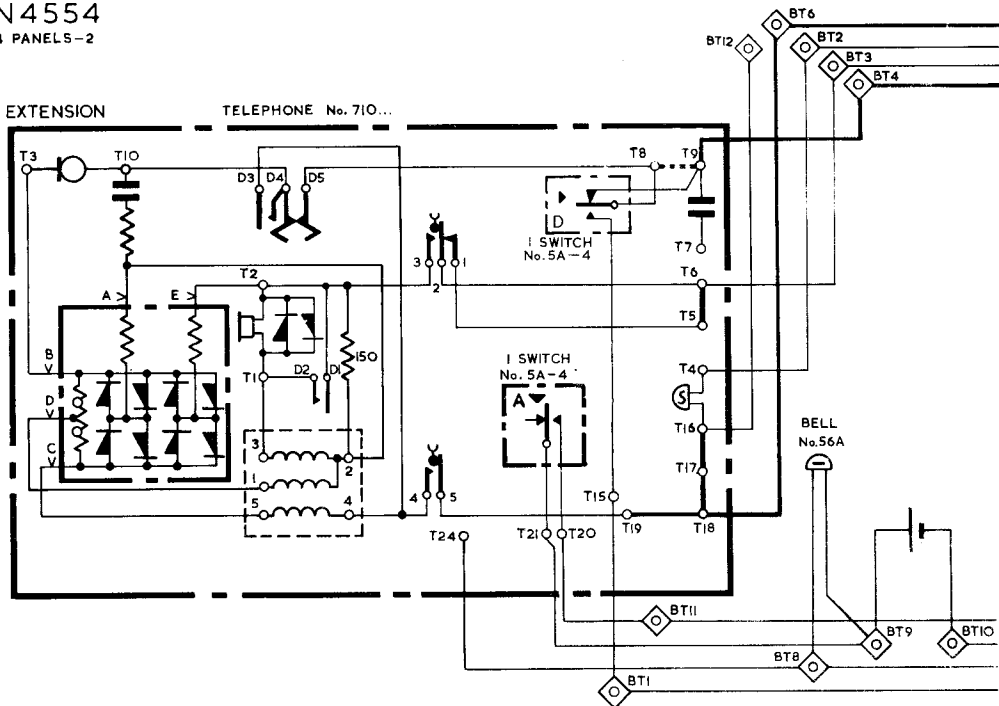 N4554
4 PANELS-2
BT6
BT12
BT2
BT3
BT4
EXTENSION
TELEPHONE No. 710...
T3
T10
D3
D4
D5
T8
T9
D
1 SWITCH
No. 5A-4
T7
3
2
1
T6
T5
A
E
T2
B
D
C
T1
D2
D1
150
1 SWITCH
No. 5A-4
A
T4
S
T16
T17
BELL
No. 56A
3
2
1
5
4
4
5
T15
T24
T21
T20
T19
T18
BT11
BT9
BT10
BT8
BT1